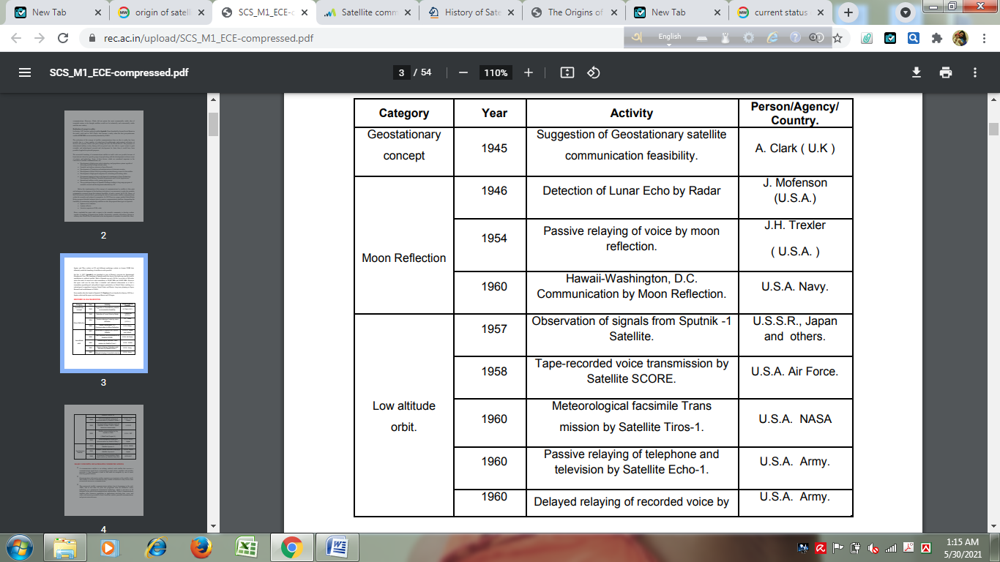 New Tab
origin of satell
SCS_M1_ECE-c
Satellite comm
History of Sate
The Origins of
New Tab
current status
rec.ac.in/upload/SCS_M1_ECE-compressed.pdf
English
SCS_M1_ECE-compressed.pdf
3 / 54
110%
2
3
4
Category Year Activity Person/Agency/
Country.
Geostationary
concept
1945
Suggestion of Geostationary satellite
communication feasibility.
A. Clark ( U.K )
Moon Reflection
1946
Detection of Lunar Echo by Radar
J. Mofenson
(U.S.A.)
1954
Passive relaying of voice by moon
reflection.
J.H. Trexler
( U.S.A. )
1960
Hawaii-Washington, D.C.
Communication by Moon Reflection.
U.S.A. Navy.
Low altitude
orbit.
1957
Observation of signals from Sputnik -1
Satellite.
U.S.S.R., Japan
and others.
1958
Tape-recorded voice transmission by
Satellite SCORE.
U.S.A. Air Force.
1960
Meteorological facsimile Trans
mission by Satellite Tiros-1.
U.S.A. NASA
1960
Passive relaying of telephone and
television by Satellite Echo-1.
U.S.A. Army.
1960
Delayed relaying of recorded voice by
U.S.A. Army.
1:15 AM
5/30/2021